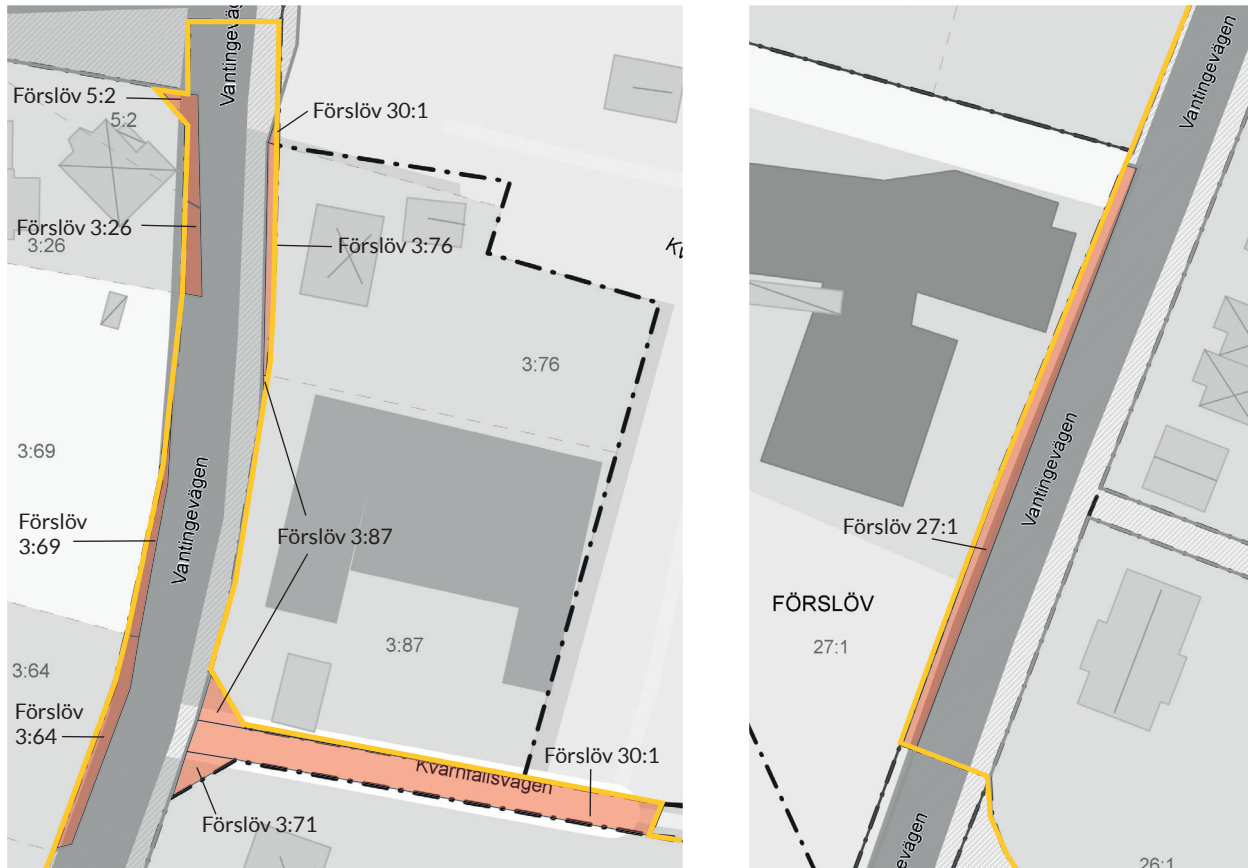 Vantingevägen
Förslöv 5:2
5:2
Förslöv 30:1
Förslöv 3:26
3:26
Förslöv 3:76
3:76
3:69
Förslöv
3:69
Vantingevägen
Förslöv 3:87
3:87
3:64
Förslöv
3:64
Förslöv 30:1
Kvarnfallsvägen
Förslöv 3:71
Vantingevägen
Vantingevägen
Förslöv 27:1
FÖRSLÖV
27:1
evägen
26:1